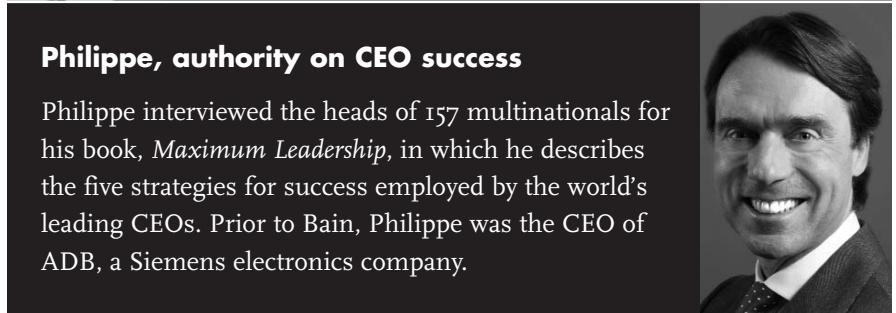 Philippe, authority on CEO success
Philippe interviewed the heads of 157 multinationals for
his book, Maximum Leadership, in which he describes
the five strategies for success employed by the world's
leading CEOs. Prior to Bain, Philippe was the CEO of
ADB, a Siemens electronics company.